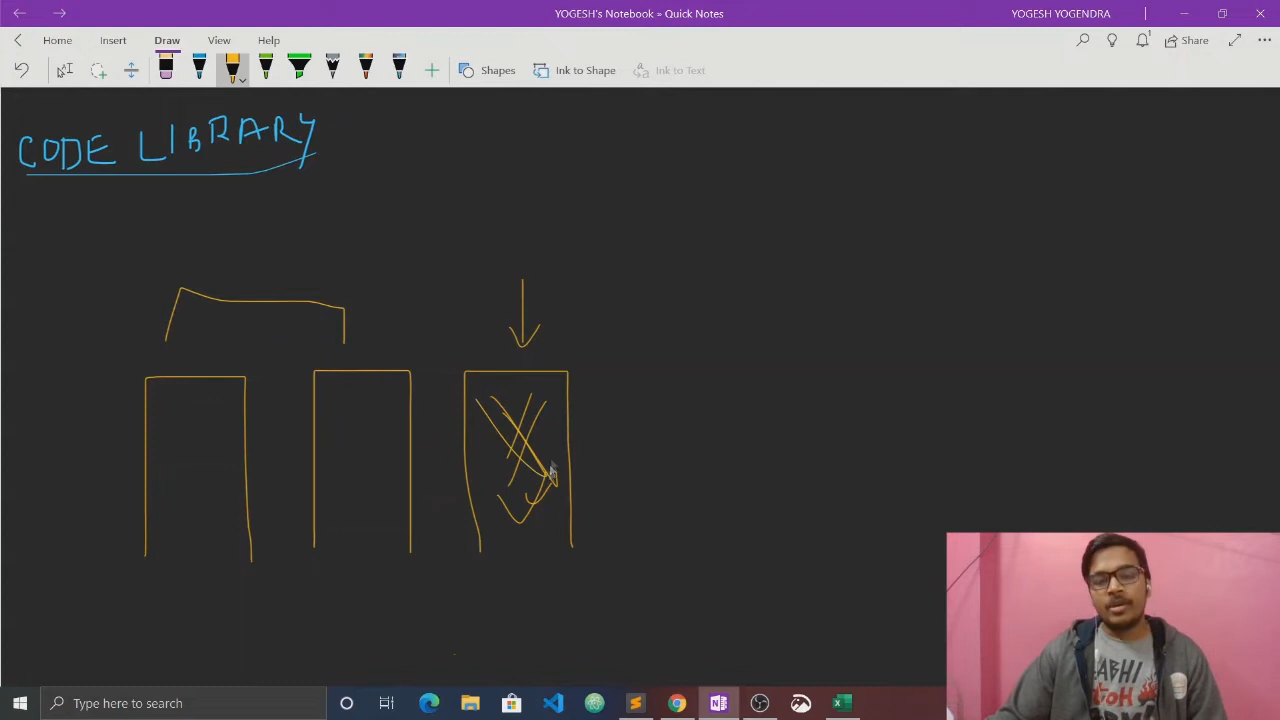 YOGESH's Notebook » Quick Notes
YOGESH YOGENDRA
Home Insert Draw View Help
Share
Shapes
Ink to Shape
Ink to Text
CODE LIBRARY
Type here to search